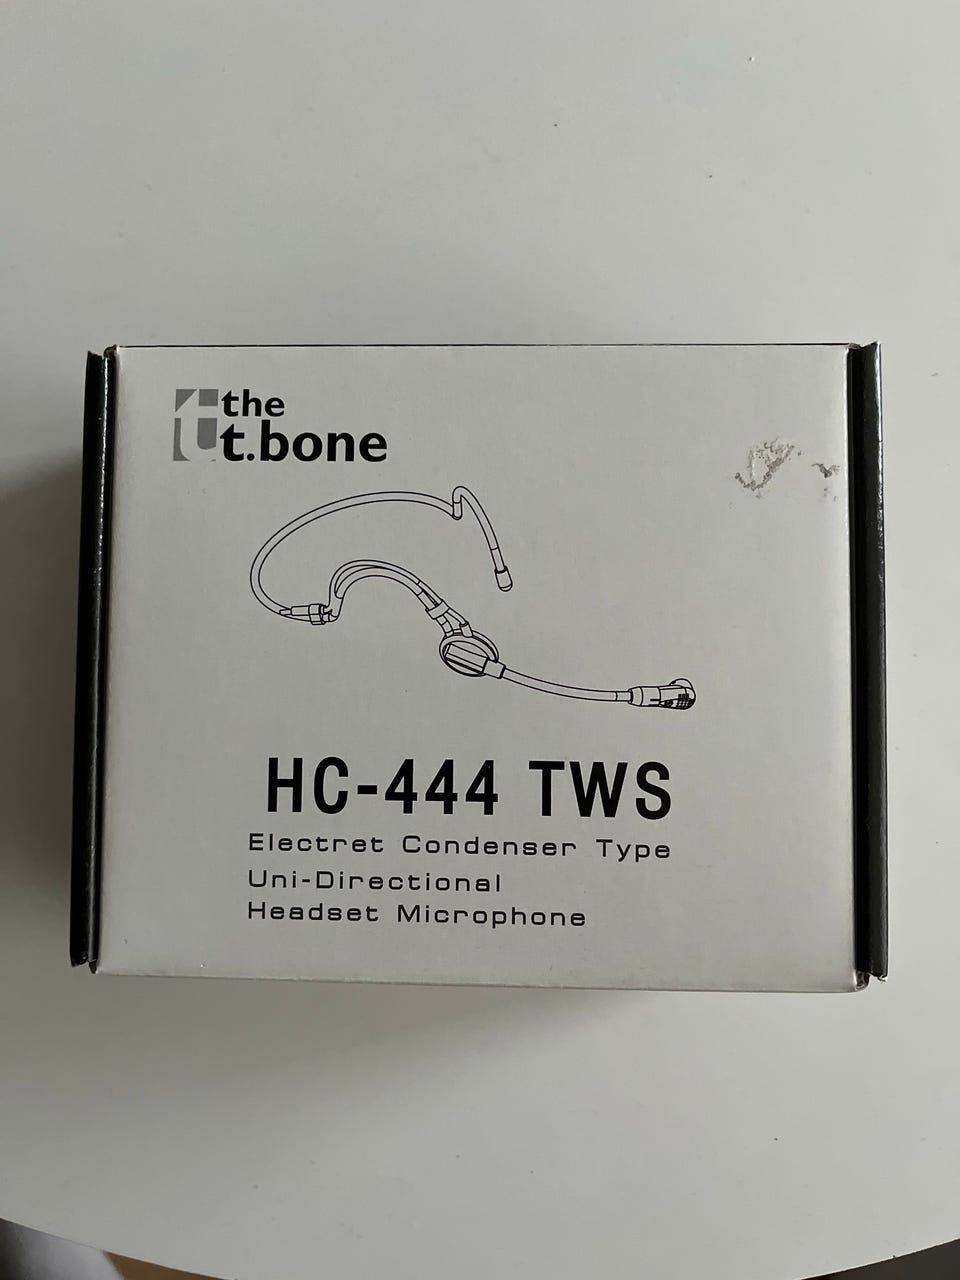 the
t.bone
HC-444 TWS
Electret Condenser Type
Uni-Directional
Headset Microphone